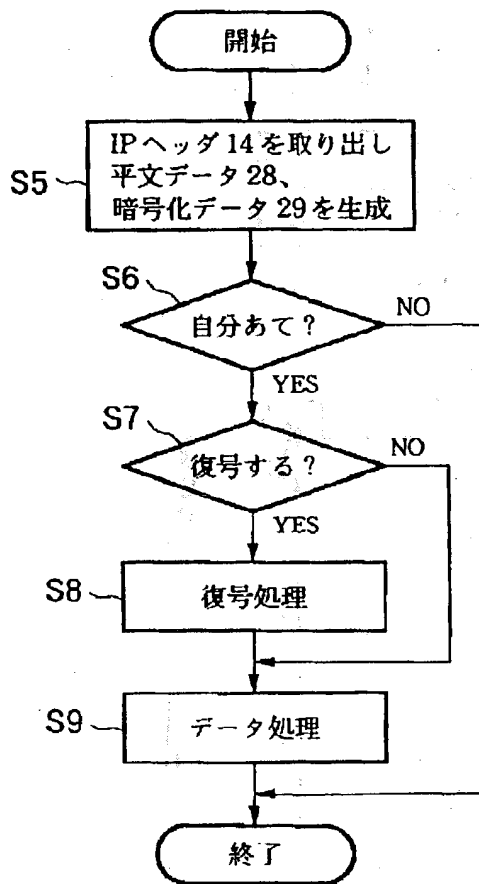 開始
S5
IPヘッダ14を取り出し
平文データ28、
暗号化データ29を生成
S6
自分あて？
NO
YES
S7
復号する？
NO
YES
S8
復号処理
S9
データ処理
終了